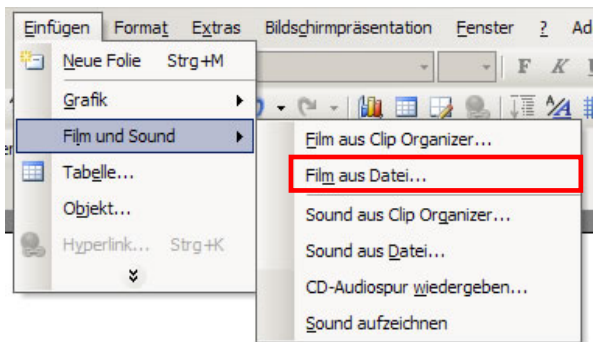 Einfügen Format Extras Bildschirmpräsentation Fenster ? Ad
Neue Folie Strg+M
F K
Grafik
Film und Sound
Tabelle...
Objekt...
Hyperlink... Strg+K
Film aus Clip Organizer...
Film aus Datei...
Sound aus Clip Organizer...
Sound aus Datei...
CD-Audiospur wiedergeben...
Sound aufzeichnen